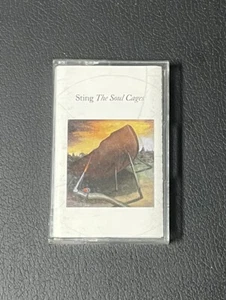 Sting The Soul Cages